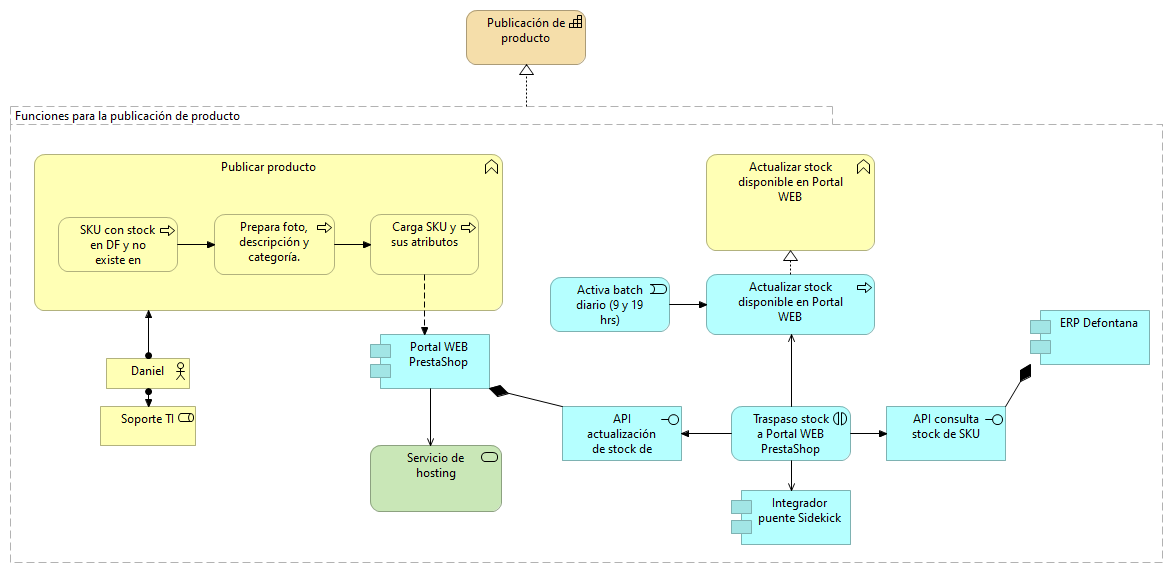 Publicación de
producto
Funciones para la publicación de producto
Publicar producto
SKU con stock
en DF y no
existe en
Prepara foto,
descripción y
categoría.
Carga SKU y
sus atributos
Actualizar stock
disponible en Portal
WEB
Activa batch
diario (9 y 19
hrs)
Actualizar stock
disponible en Portal
WEB
ERP Defontana
Daniel
Soporte TI
Portal WEB
PrestaShop
Servicio de
hosting
API
actualización
de stock de
Traspaso stock
a Portal WEB
PrestaShop
API consulta
stock de SKU
Integrador
puente Sidekick